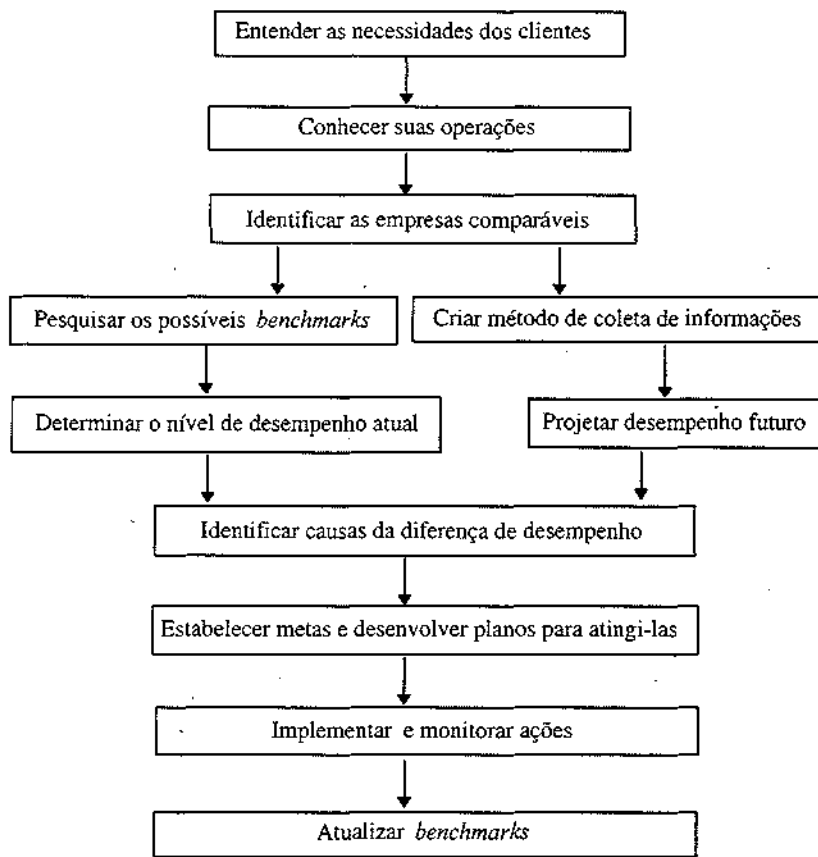 Entender as necessidades dos clientes
Conhecer suas operações
Identificar as empresas comparáveis
Pesquisar os possíveis benchmarks
Criar método de coleta de informações
Determinar o nível de desempenho atual
Projetar desempenho futuro
Identificar causas da diferença de desempenho
Estabelecer metas e desenvolver planos para atingi-las
Implementar e monitorar ações
Atualizar benchmarks